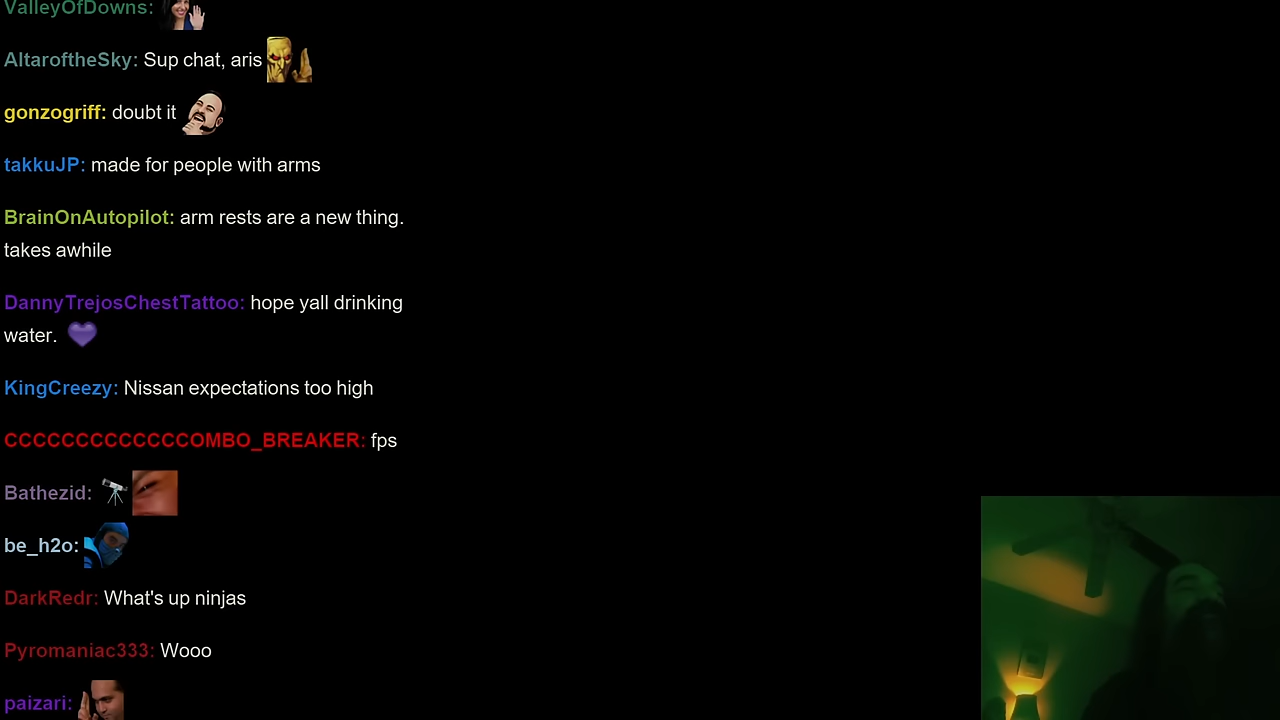 ValleyOfDowns:
AltaroftheSky: Sup chat, aris
gonzogriff: doubt it
takkuJP: made for people with arms
BrainOnAutopilot: arm rests are a new thing.
takes awhile
DannyTrejosChestTattoo: hope yall drinking
water.
KingCreezy: Nissan expectations too high
CCCCCCCCCCCCCOMBO_BREAKER: fps
Bathezid:
be_h2o:
DarkRedr: What's up ninjas
Pyromaniac333: Wooo
paizari: